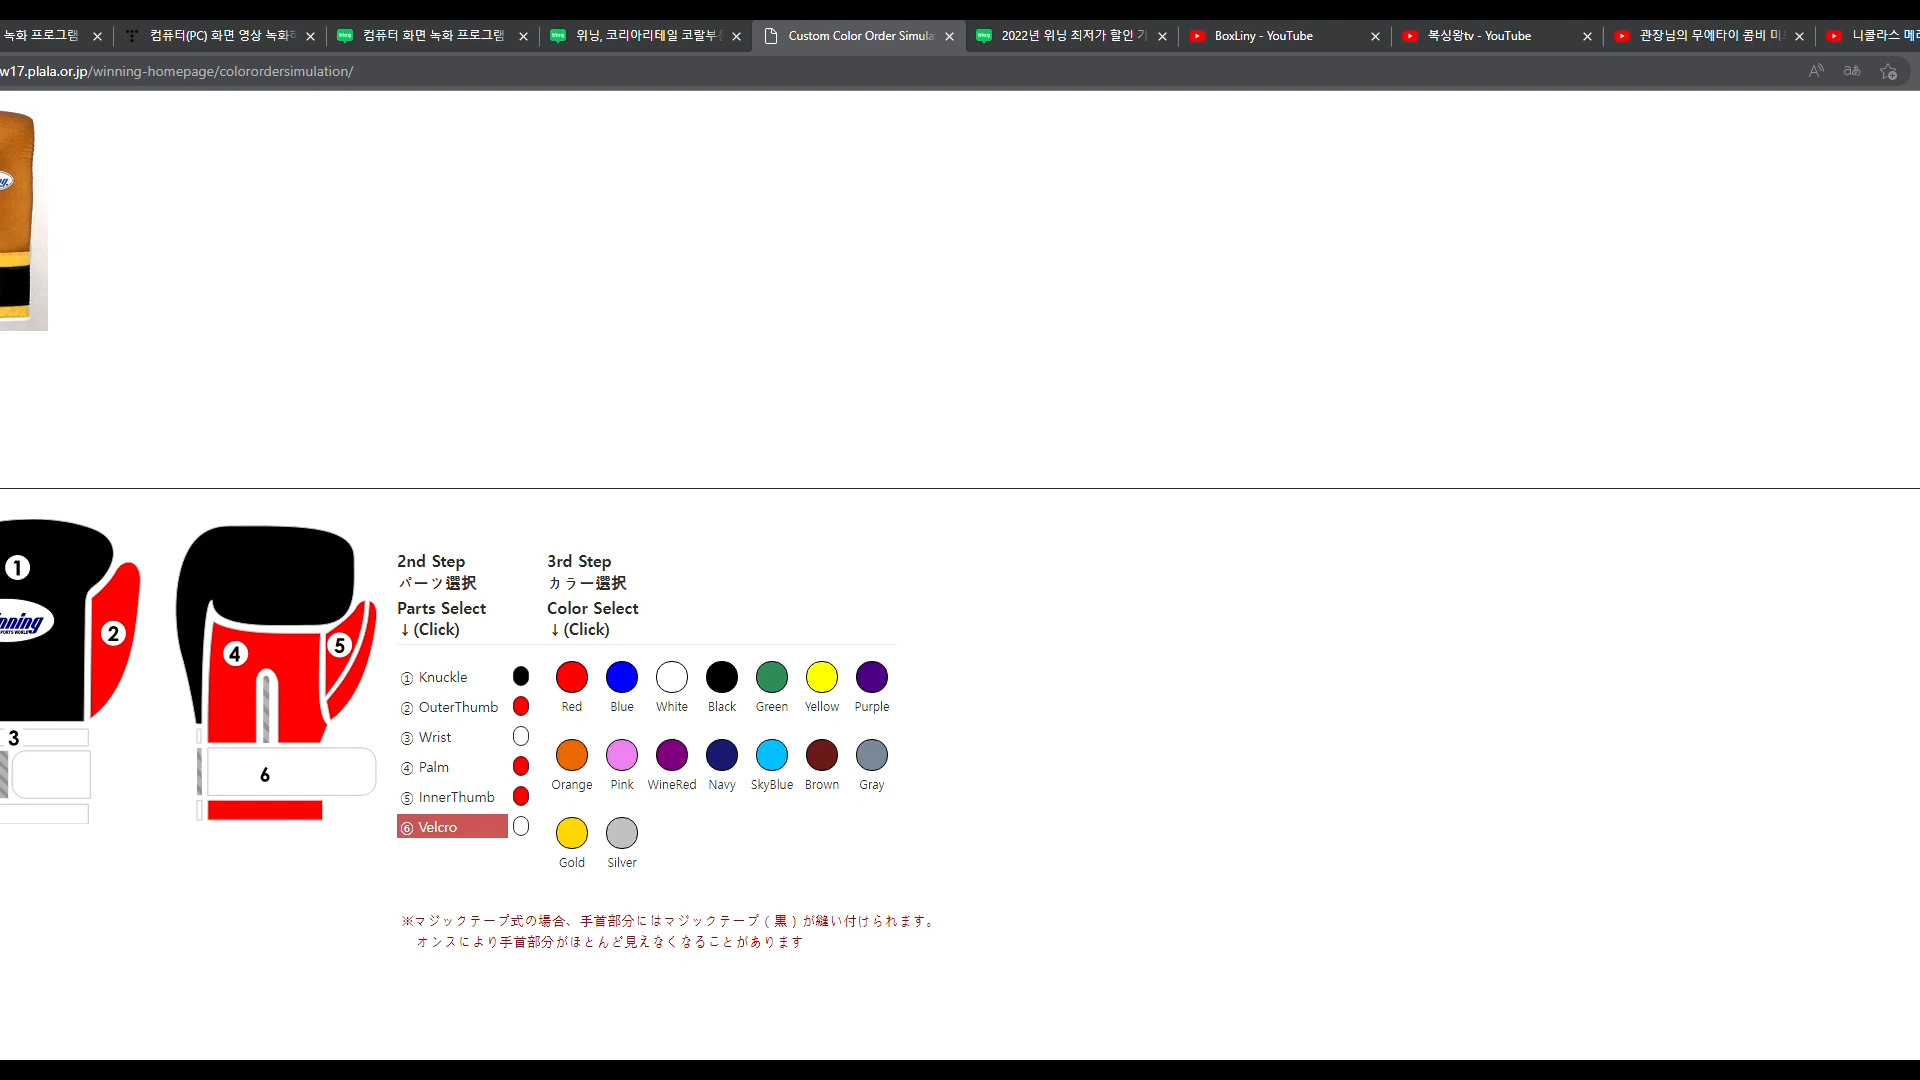 녹화 프로그램
컴퓨터(PC) 화면 영상 녹화
컴퓨터 화면 녹화 프로그램
위닝, 코리아리테일 코랄부
Custom Color Order Simula
2022년 위닝 최저가 할인
BoxLiny - YouTube
복싱왕tv - YouTube
관장님의 무에타이 콤비 미
니콜라스
w17.plala.or.jp/winning-homepage/colorordersimulation/
1
2
nning
SPORTS WORLD
3
4
5
6
2nd Step
パーツ選択
Parts Select
↓(Click)
3rd Step
カラー選択
Color Select
↓(Click)
① Knuckle
② OuterThumb
③ Wrist
④ Palm
⑤ InnerThumb
⑥ Velcro
Red Blue White Black Green Yellow Purple
Orange Pink WineRed Navy SkyBlue Brown Gray
Gold Silver
※マジックテープ式の場合、手首部分にはマジックテープ(黒)が縫い付けられます。
オンスにより手首部分がほとんど見えなくなることがあります